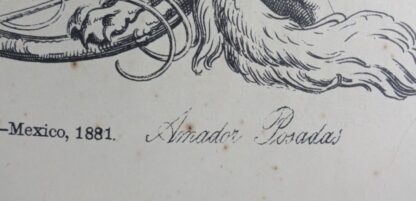 –Mexico, 1881. Amador Posadas